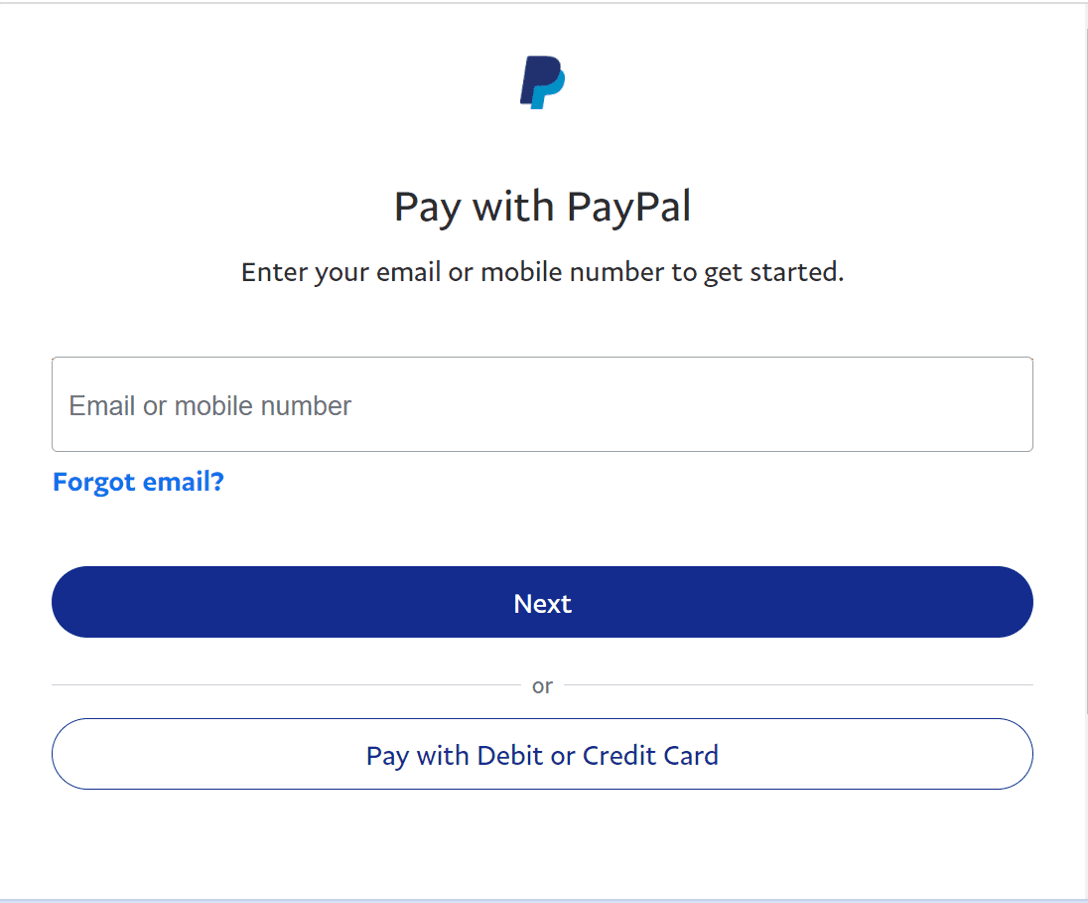 Pay with PayPal
Enter your email or mobile number to get started.
Email or mobile number
Forgot email?
Next
or
Pay with Debit or Credit Card